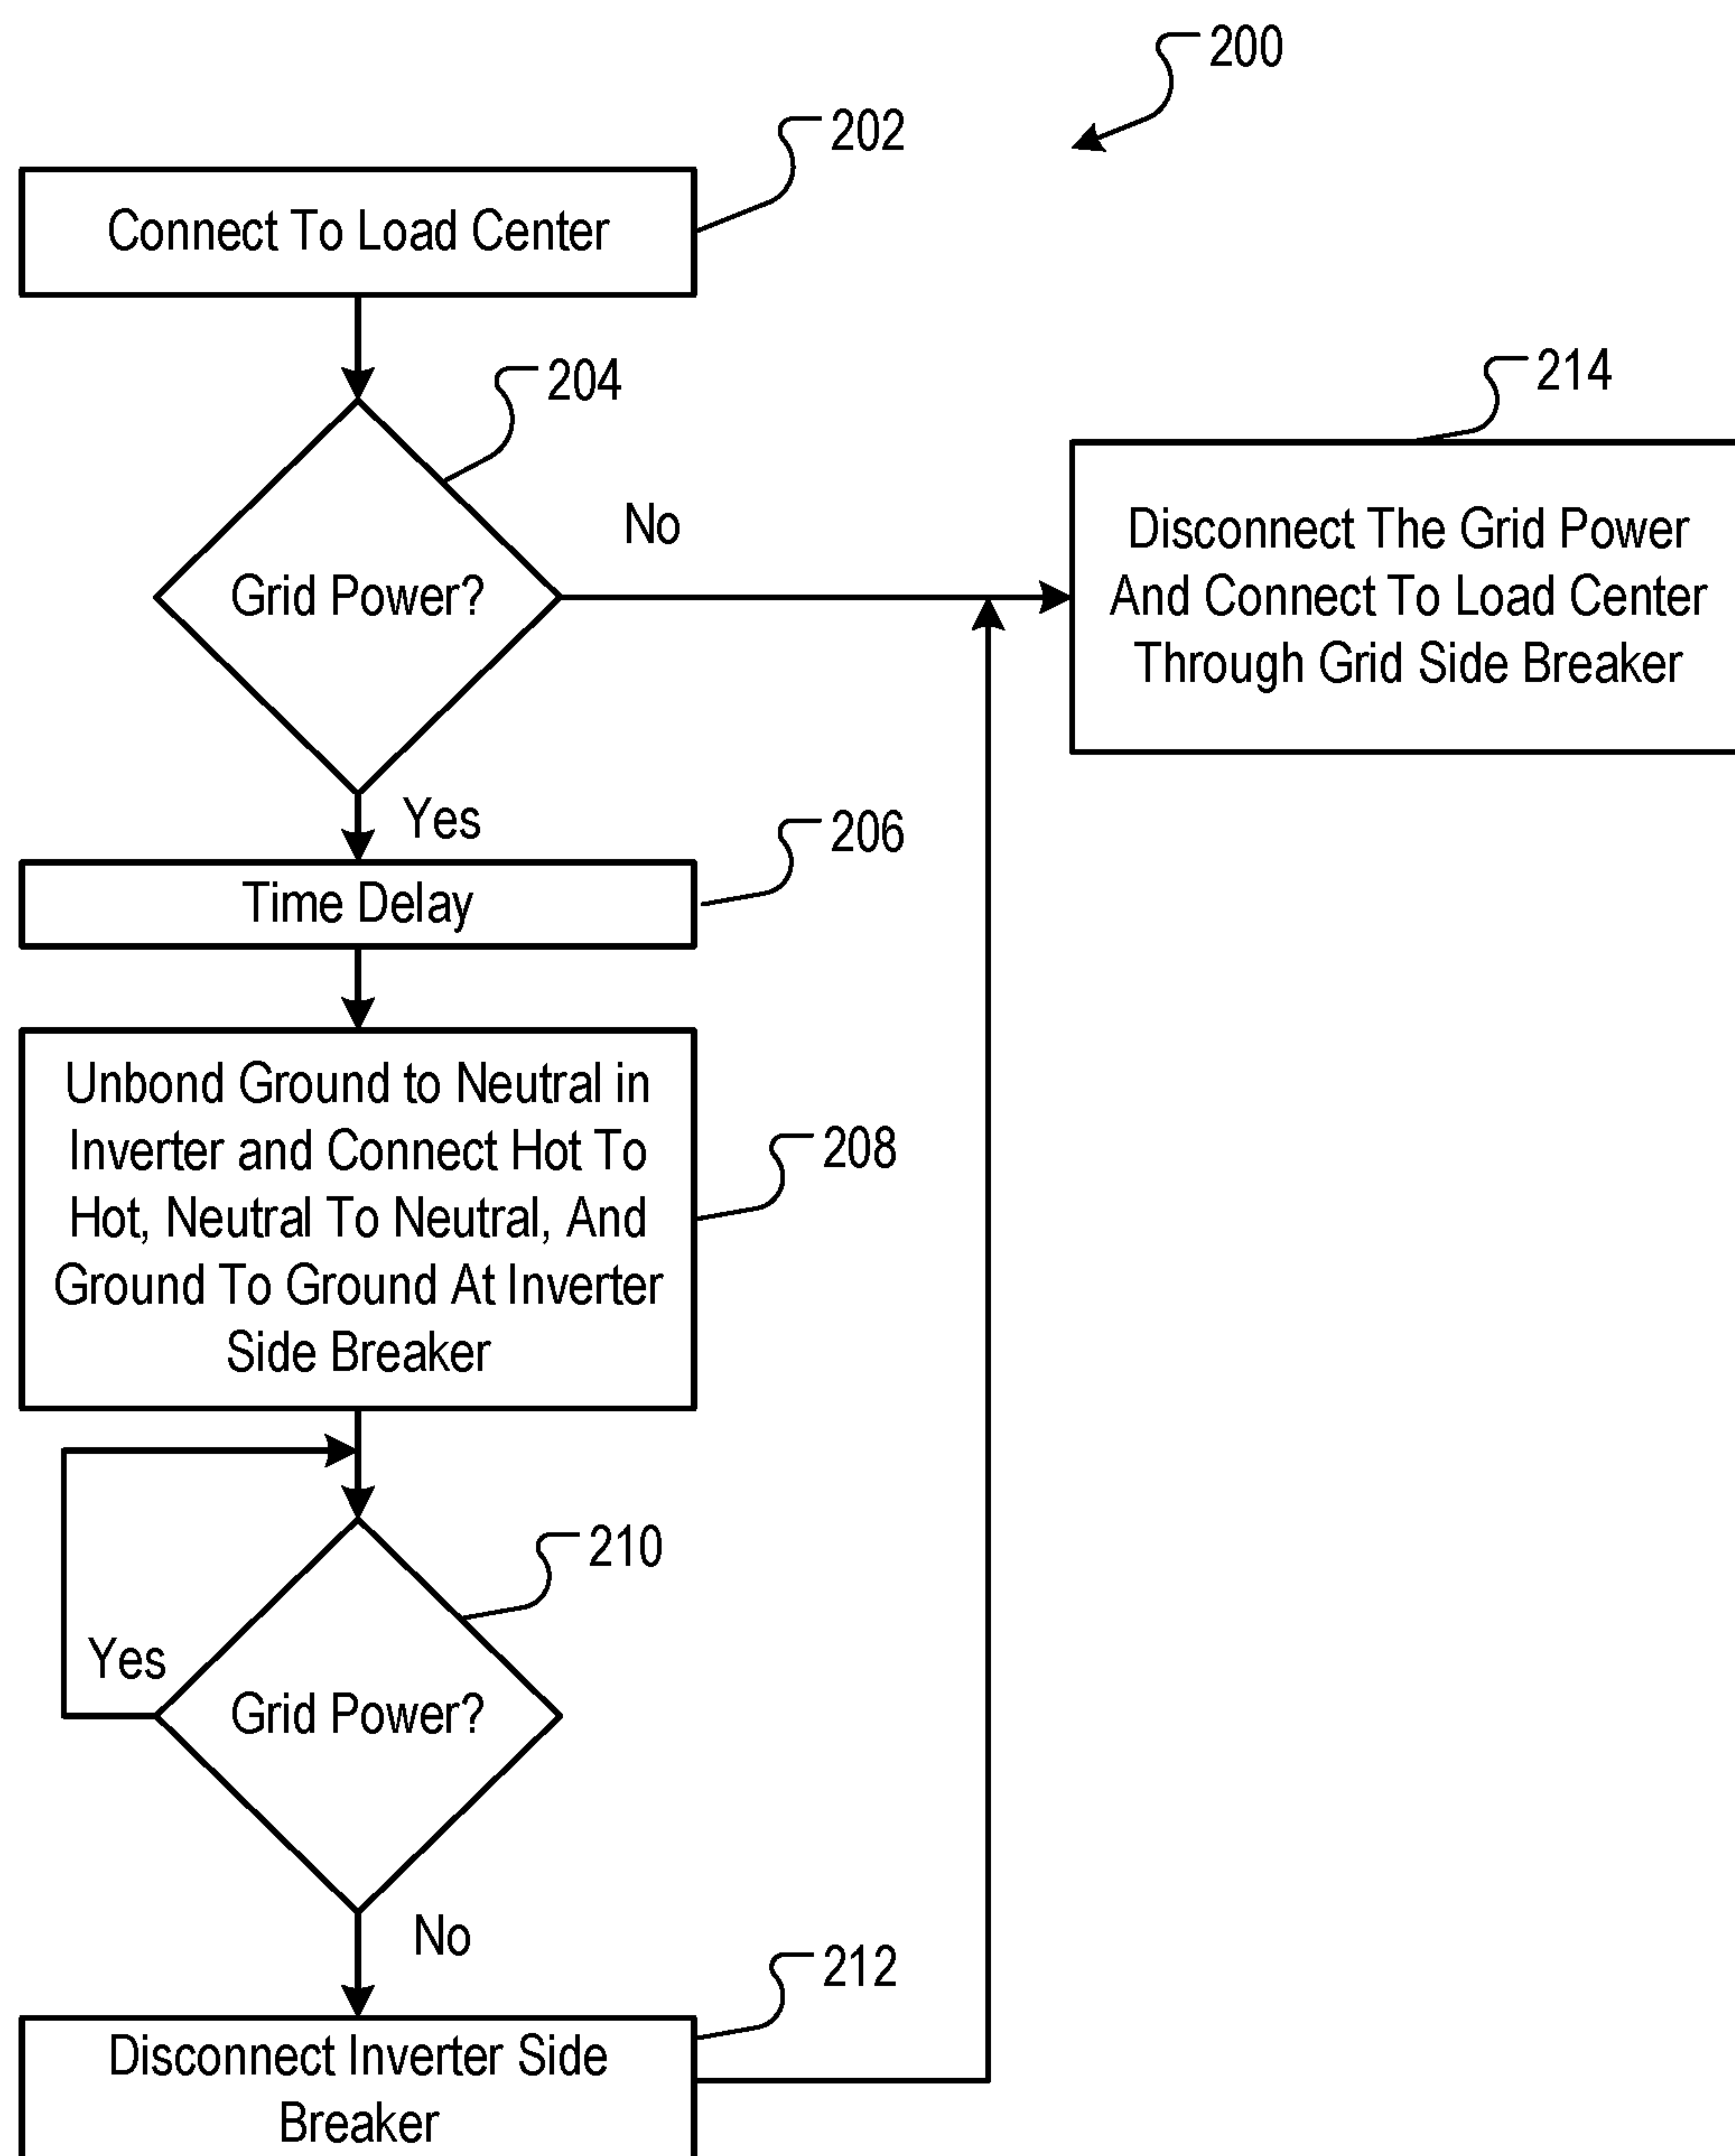 200
202
Connect To Load Center
204
Grid Power?
No
214
Disconnect The Grid Power
And Connect To Load Center
Through Grid Side Breaker
Yes
206
Time Delay
208
Unbond Ground to Neutral in
Inverter and Connect Hot To
Hot, Neutral To Neutral, And
Ground To Ground At Inverter
Side Breaker
210
Yes
Grid Power?
No
212
Disconnect Inverter Side
Breaker